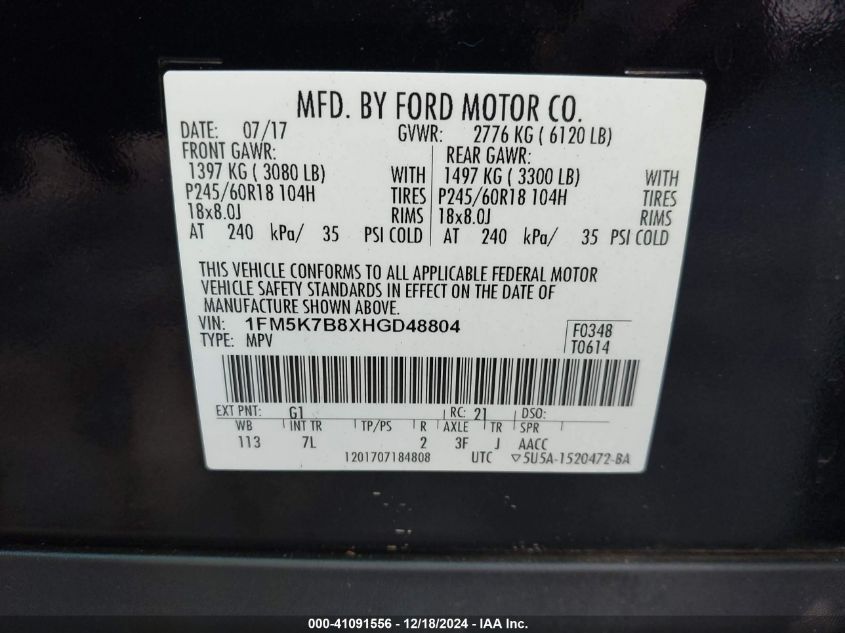 MFD. BY FORD MOTOR CO.
DATE: 07/17 GVWR: 2776 KG ( 6120 LB)
FRONT GAWR: REAR GAWR:
1397 KG ( 3080 LB) WITH 1497 KG ( 3300 LB) WITH
P245/60R18 104H TIRES P245/60R18 104H TIRES
18x8.0J RIMS 18x8.0J RIMS
AT 240 kPa/ 35 PSI COLD AT 240 kPa/ 35 PSI COLD
THIS VEHICLE CONFORMS TO ALL APPLICABLE FEDERAL MOTOR
VEHICLE SAFETY STANDARDS IN EFFECT ON THE DATE OF
MANUFACTURE SHOWN ABOVE.
VIN: 1FM5K7B8XHGD48804 F0348
TYPE: MPV T0614
EXT PNT: G1 RC: 21 DSO:
WB INT TR TP/PS R AXLE TR SPR
113 7L 2 3F J AACC
1201707184808 UTC ▽5U5A-1520472-BA
000-41091556 - 12/18/2024 - IAA Inc.